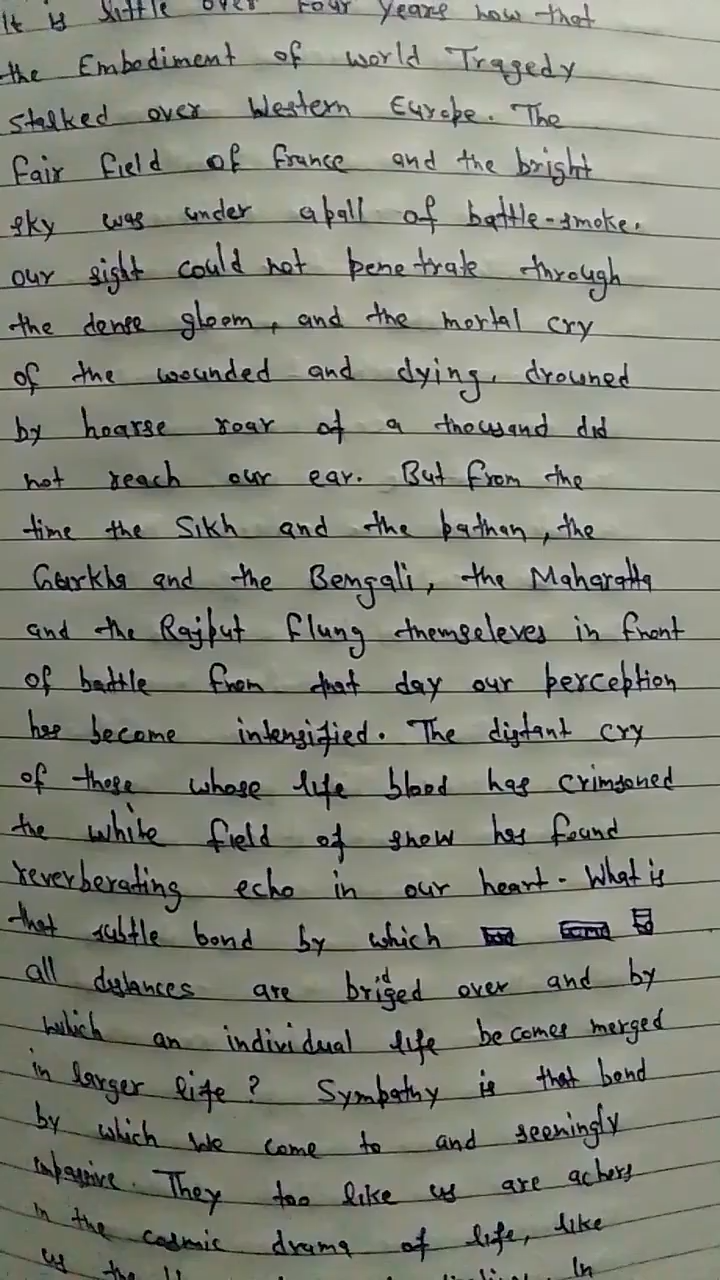 It is little over four years now that
the Embodiment of world Tragedy
stalked over Western Europe. The
fair field of france and the bright
sky was under apall of battle-smoke.
our sight could not penetrate through
the dense gloom, and the mortal cry
of the wounded and dying, drowned
by hoarse roar of a thousand did
not reach our ear. But from the
time the Sikh and the pathan, the
Gurkha and the Bengali, the Maharatta
and the Rajput flung themseleves in front
of battle from that day our perception
has become intensified. The distant cry
of those whose life blood has crimsoned
the white field of snow has found
reverberating echo in our heart. What is
that subtle bond by which
all distances are bridged over and by
which an individual life becomes merged
in larger life? Sympathy is that bond
by which we come to and seeningly
impassive. They too like us are
in the cosmic drama of life, like
us the In